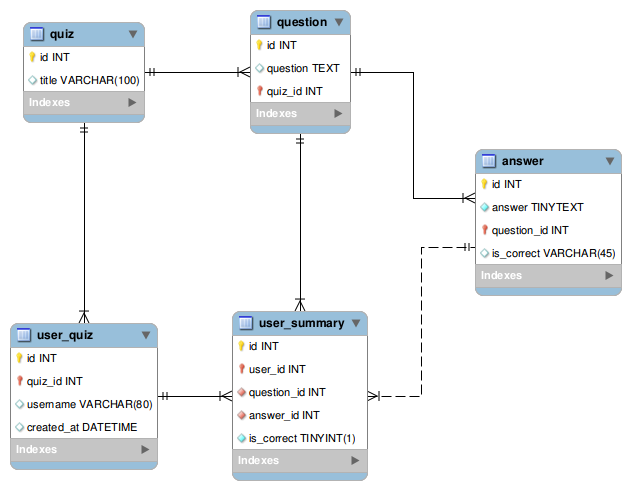 quiz
id INT
title VARCHAR(100)
Indexes
question
id INT
question TEXT
quiz_id INT
Indexes
answer
id INT
answer TINYTEXT
question_id INT
is_correct VARCHAR(45)
Indexes
user_quiz
id INT
quiz_id INT
username VARCHAR(80)
created_at DATETIME
Indexes
user_summary
id INT
user_id INT
question_id INT
answer_id INT
is_correct TINYINT(1)
Indexes